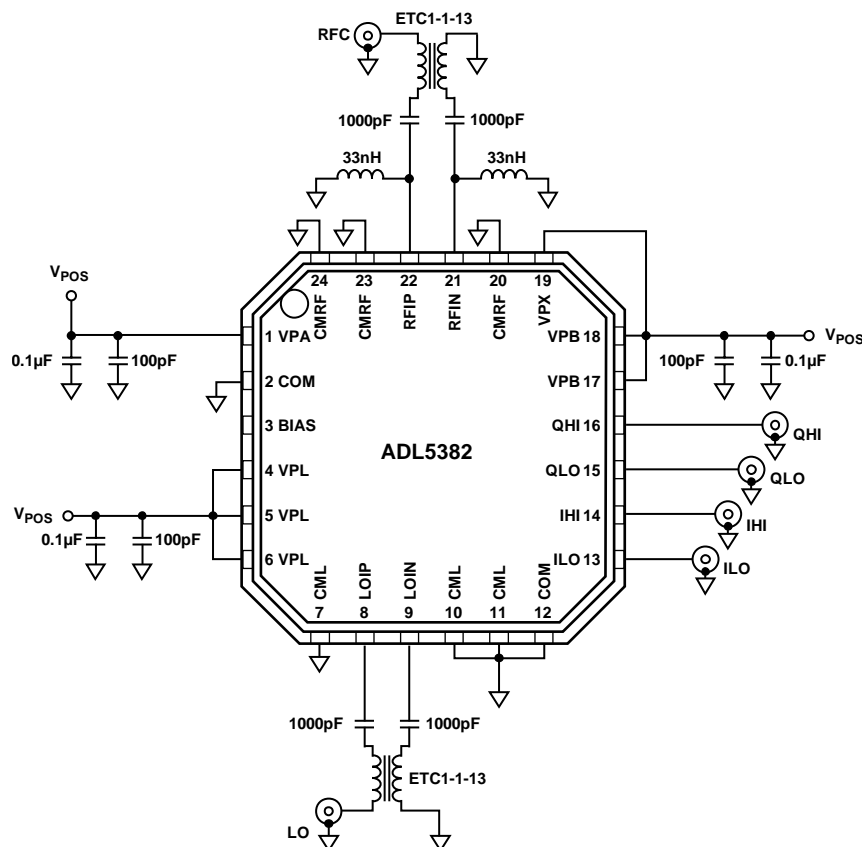 ETC1-1-13
RFC
1000pF
1000pF
33nH
33nH
24
23
22
21
20
19
CMRF
CMRF
RFIP
RFIN
CMRF
VPX
VPOS
0.1µF
100pF
1 VPA
2 COM
3 BIAS
4 VPL
5 VPL
6 VPL
VPOS
0.1µF
100pF
ADL5382
VPB 18
VPB 17
QHI 16
QLO 15
IHI 14
ILO 13
100pF
0.1µF
VPOS
QHI
QLO
IHI
ILO
CML
LOIP
LOIN
CML
CML
COM
7
8
9
10
11
12
1000pF
1000pF
ETC1-1-13
LO